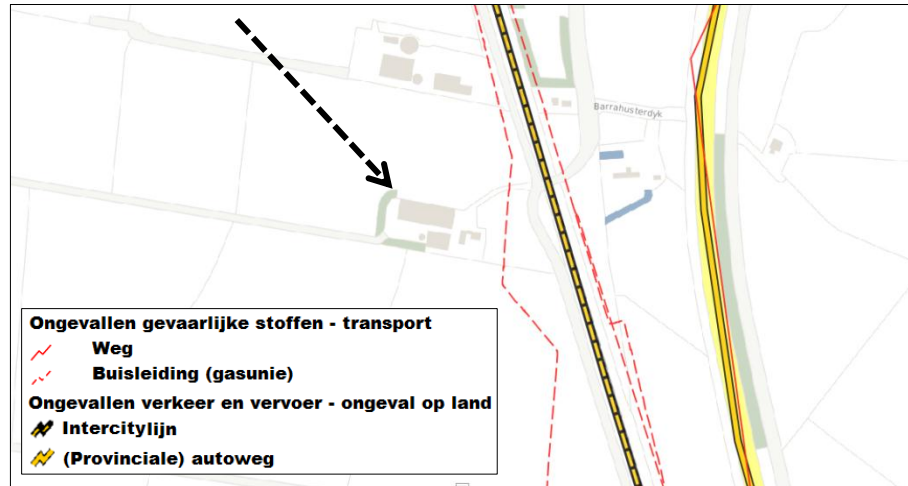 Barrahusterdyk
Ongevallen gevaarlijke stoffen - transport
Weg
Buisleiding (gasunie)
Ongevallen verkeer en vervoer - ongeval op land
Intercitylijn
(Provinciale) autoweg